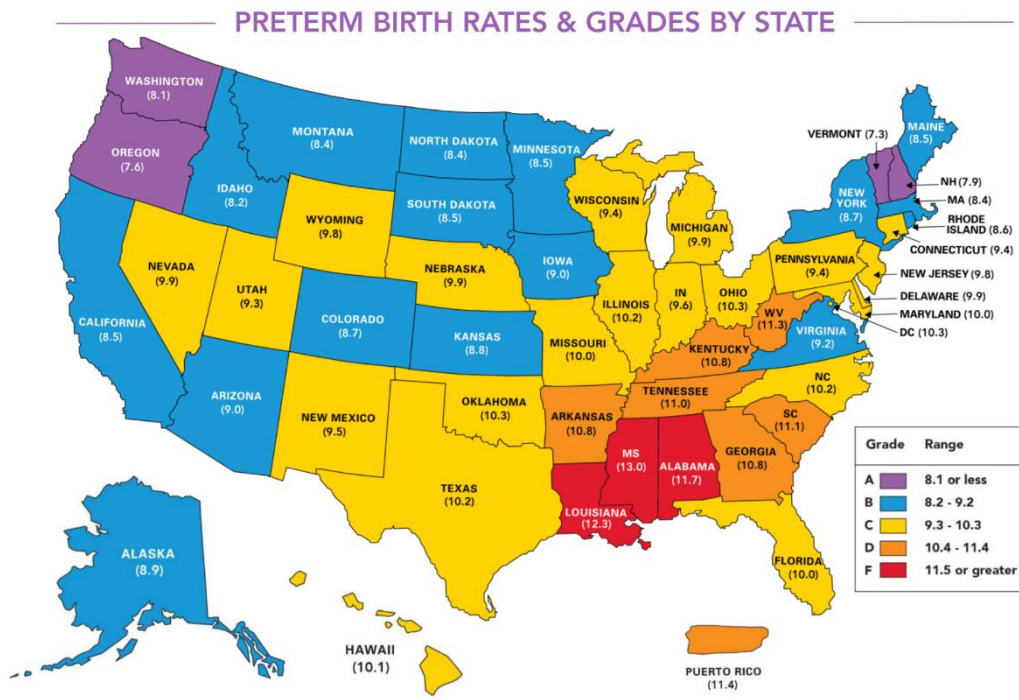 PRETERM BIRTH RATES & GRADES BY STATE
WASHINGTON
(8.1)
OREGON
(7.6)
CALIFORNIA
(8.5)
NEVADA
(9.9)
IDAHO
(8.2)
MONTANA
(8.4)
WYOMING
(9.8)
UTAH
(9.3)
ARIZONA
(9.0)
COLORADO
(8.7)
NEW MEXICO
(9.5)
NORTH DAKOTA
(8.4)
SOUTH DAKOTA
(8.5)
NEBRASKA
(9.9)
KANSAS
(8.8)
OKLAHOMA
(10.3)
TEXAS
(10.2)
MINNESOTA
(8.5)
IOWA
(9.0)
MISSOURI
(10.0)
ARKANSAS
(10.8)
LOUISIANA
(12.3)
WISCONSIN
(9.4)
ILLINOIS
(10.2)
MICHIGAN
(9.9)
IN
(9.6)
OHIO
(10.3)
KENTUCKY
(10.8)
TENNESSEE
(11.0)
MS
(13.0)
ALABAMA
(11.7)
GEORGIA
(10.8)
FLORIDA
(10.0)
SC
(11.1)
NC
(10.2)
VIRGINIA
(9.2)
WV
(11.3)
PENNSYLVANIA
(9.4)
NEW
YORK
(8.7)
VERMONT (7.3)
MAINE
(8.5)
NH (7.9)
MA (8.4)
RHODE
ISLAND (8.6)
CONNECTICUT (9.4)
NEW JERSEY (9.8)
DELAWARE (9.9)
MARYLAND (10.0)
DC (10.3)
ALASKA
(8.9)
HAWAII
(10.1)
PUERTO RICO
(11.4)
Grade Range
A 8.1 or less
B 8.2 - 9.2
C 9.3 - 10.3
D 10.4 - 11.4
F 11.5 or greater